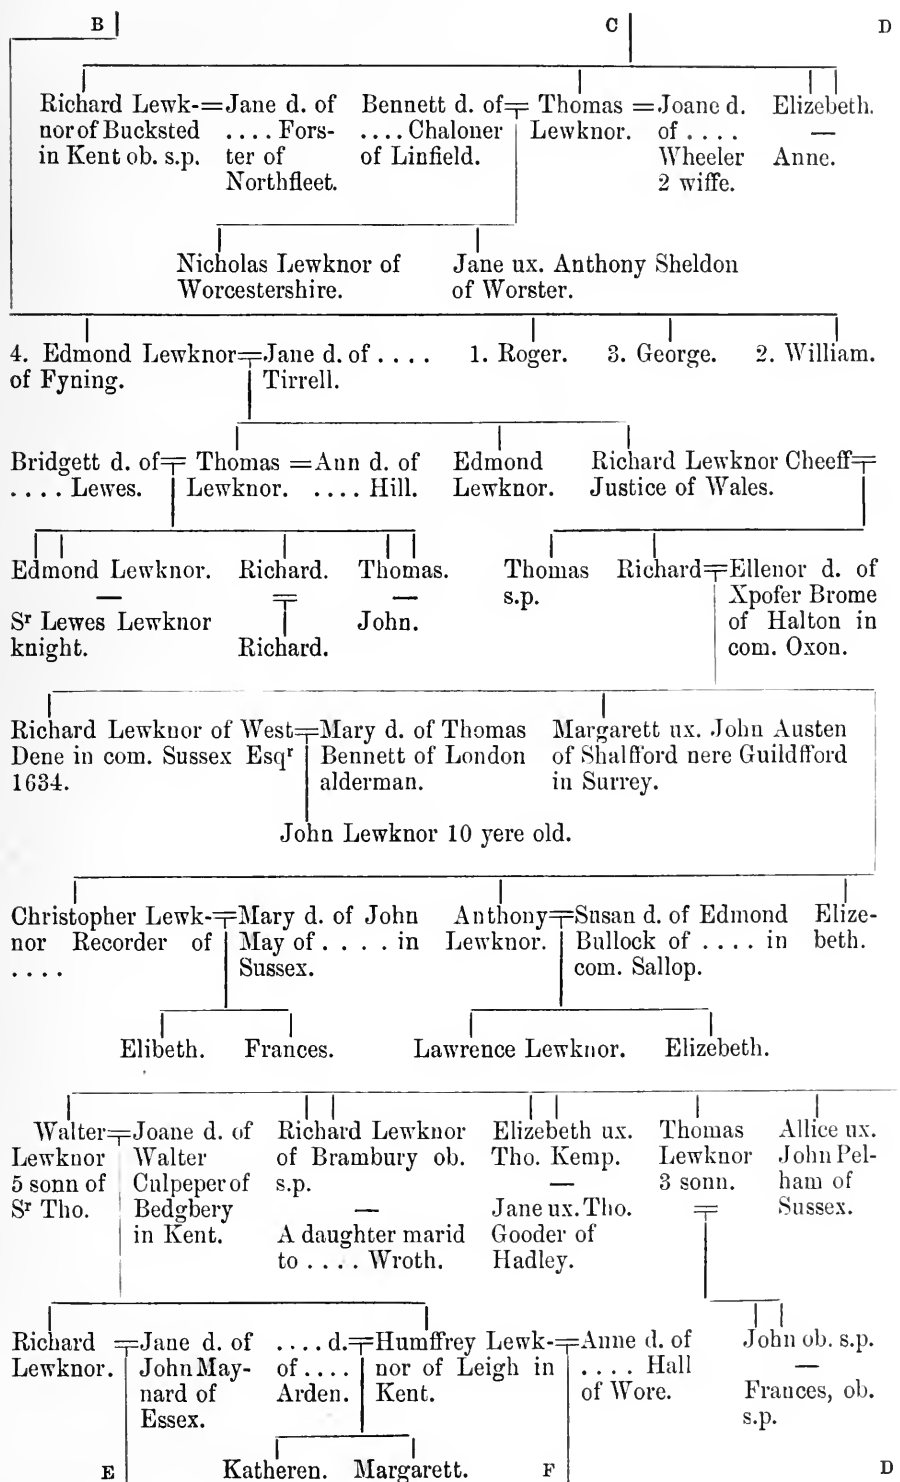 B C D
Richard Lewk-=Jane d. of Bennett d. of= Thomas =Joane d. Elizebeth.
nor of Bucksted .... Fors- .... Chaloner Lewknor. of .... —
in Kent ob. s.p. ter of of Linfield. Wheeler Anne.
Northfleet. 2 wiffe.
Nicholas Lewknor of Jane ux. Anthony Sheldon
Worcestershire. of Worster.
4. Edmond Lewknor=Jane d. of .... 1. Roger. 3. George. 2. William.
of Fyning. Tirrell.
Bridgett d. of= Thomas =Ann d. of Edmond Richard Lewknor Cheeff=
.... Lewes. Lewknor. .... Hill. Lewknor. Justice of Wales.
Edmond Lewknor. Richard. Thomas. Thomas Richard=Ellenor d. of
— = — s.p. Xpofer Brome
Sr Lewes Lewknor John. of Halton in
knight. Richard. com. Oxon.
Richard Lewknor of West=Mary d. of Thomas Margarett ux. John Austen
Dene in com. Sussex Esqr Bennett of London of Shalfford nere Guildfford
1634. alderman. in Surrey.
John Lewknor 10 yere old.
Christopher Lewk-=Mary d. of John Anthony=Susan d. of Edmond Elize-
nor Recorder of May of .... in Lewknor. Bullock of .... in beth.
.... Sussex. com. Sallop.
Elibeth. Frances. Lawrence Lewknor. Elizebeth.
Walter=Joane d. of Richard Lewknor Elizebeth ux. Thomas Allice ux.
Lewknor Walter of Brambury ob. Tho. Kemp. Lewknor John Pel-
5 sonn of Culpeper of s.p. — 3 sonn. ham of
Sr Tho. Bedgbery — Jane ux. Tho. = Sussex.
in Kent. A daughter marid Gooder of
to .... Wroth. Hadley.
Richard =Jane d. of .... d.=Humffrey Lewk-=Anne d. of John ob. s.p.
Lewknor. John May- of .... nor of Leigh in .... Hall —
nard of Arden. Kent. of Wore. Frances, ob.
Essex. s.p.
E Katheren. Margarett. F D